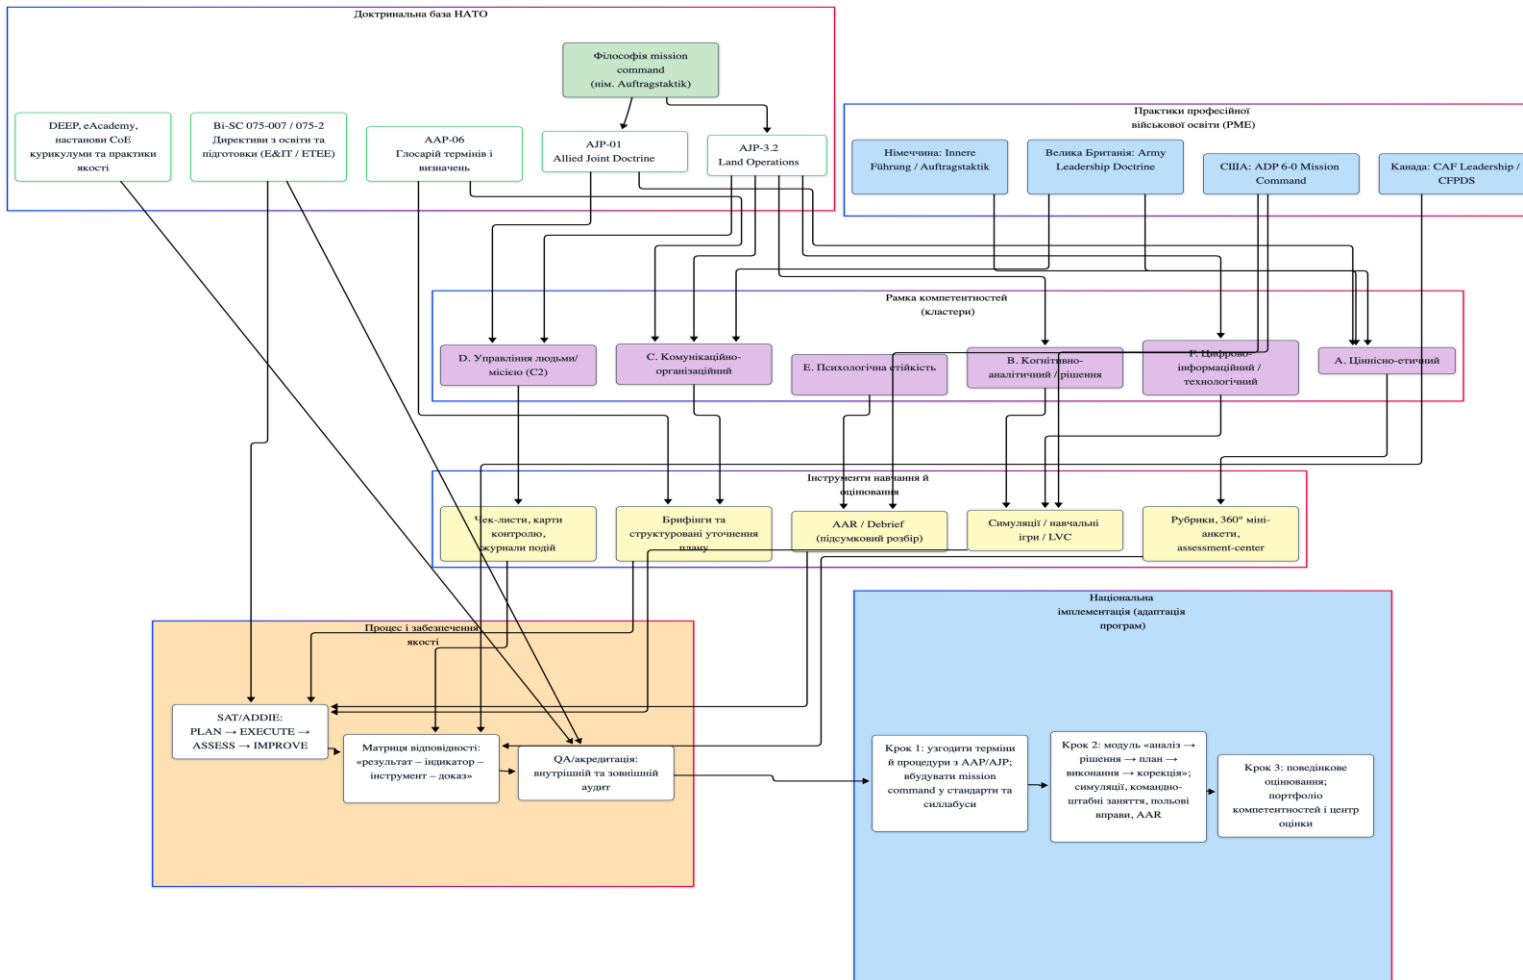 Доктринальна база НАТО
Філософія mission
command
(нім. Auftragstaktik)
DEEP, eAcademy,
настанови CoE
курикулуми та практики
якості
Bi-SC 075-007 / 075-2
Директиви з освіти та
підготовки (E&IT / ETEE)
AAP-06
Глосарій термінів і
визначень
AJP-01
Allied Joint Doctrine
AJP-3.2
Land Operations
Практики професійної
військової освіти (PME)
Німеччина: Innere
Führung / Auftragstaktik
Велика Британія: Army
Leadership Doctrine
США: ADP 6-0 Mission
Command
Канада: CAF Leadership /
CFPDS
Рамка компетентностей
(кластери)
D. Управління людьми/
місією (C2)
C. Комунікаційно-
організаційний
E. Психологічна стійкість
B. Когнітивно-
аналітичний / рішення
F. Цифрово-
інформаційний /
технологічний
A. Ціннісно-етичний
Інструменти навчання й
оцінювання
Чек-листи, карти
контролю,
журнали подій
Брифінги та
структуровані уточнення
плану
AAR / Debrief
(підсумковий розбір)
Симуляції / навчальні
ігри / LVC
Рубрики, 360° міні-
анкети,
assessment-center
Процес і забезпечення
якості
SAT/ADDIE:
PLAN → EXECUTE →
ASSESS → IMPROVE
Матриця відповідності:
«результат – індикатор –
інструмент – доказ»
QA/акредитація:
внутрішній та зовнішній
аудит
Національна
імплементація (адаптація
програм)
Крок 1: узгодити терміни
й процедури з AAP/AJP;
вбудувати mission
command у стандарти та
силлабуси
Крок 2: модуль «аналіз →
рішення → план →
виконання → корекція»;
симуляції, командно-
штабні заняття, польові
вправи, AAR
Крок 3: поведінкове
оцінювання;
портфоліо
компетентностей і центр
оцінки